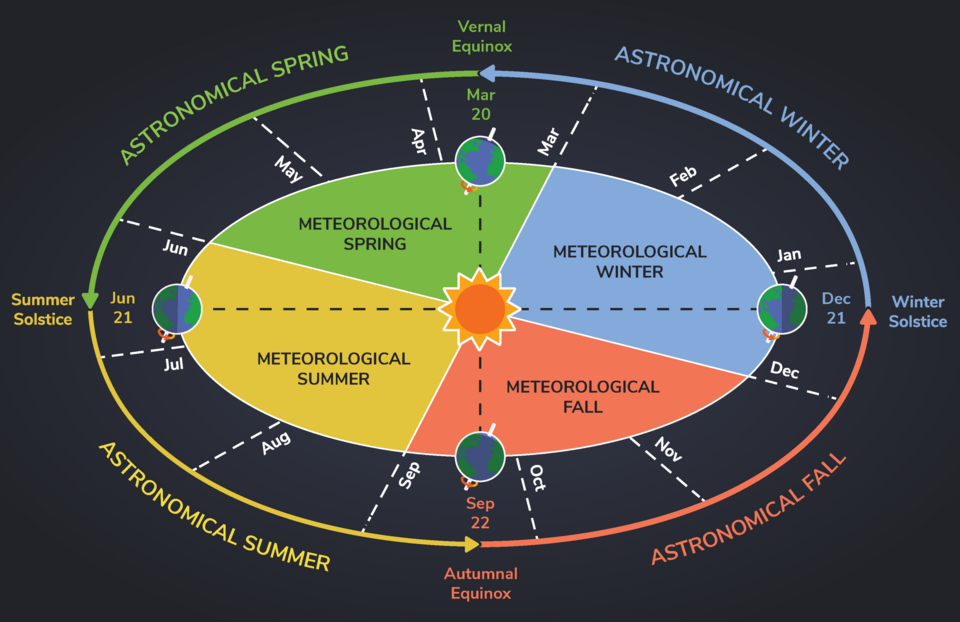 Vernal
Equinox
ASTRONOMICAL SPRING
ASTRONOMICAL WINTER
Mar
20
Apr
Mar
May
Feb
METEOROLOGICAL
SPRING
METEOROLOGICAL
WINTER
Jun
Jan
Summer
Solstice
Jun
21
Dec
21
Winter
Solstice
Jul
METEOROLOGICAL
SUMMER
METEOROLOGICAL
FALL
Dec
Aug
Sep
Oct
Nov
Sep
22
ASTRONOMICAL SUMMER
ASTRONOMICAL FALL
Autumnal
Equinox